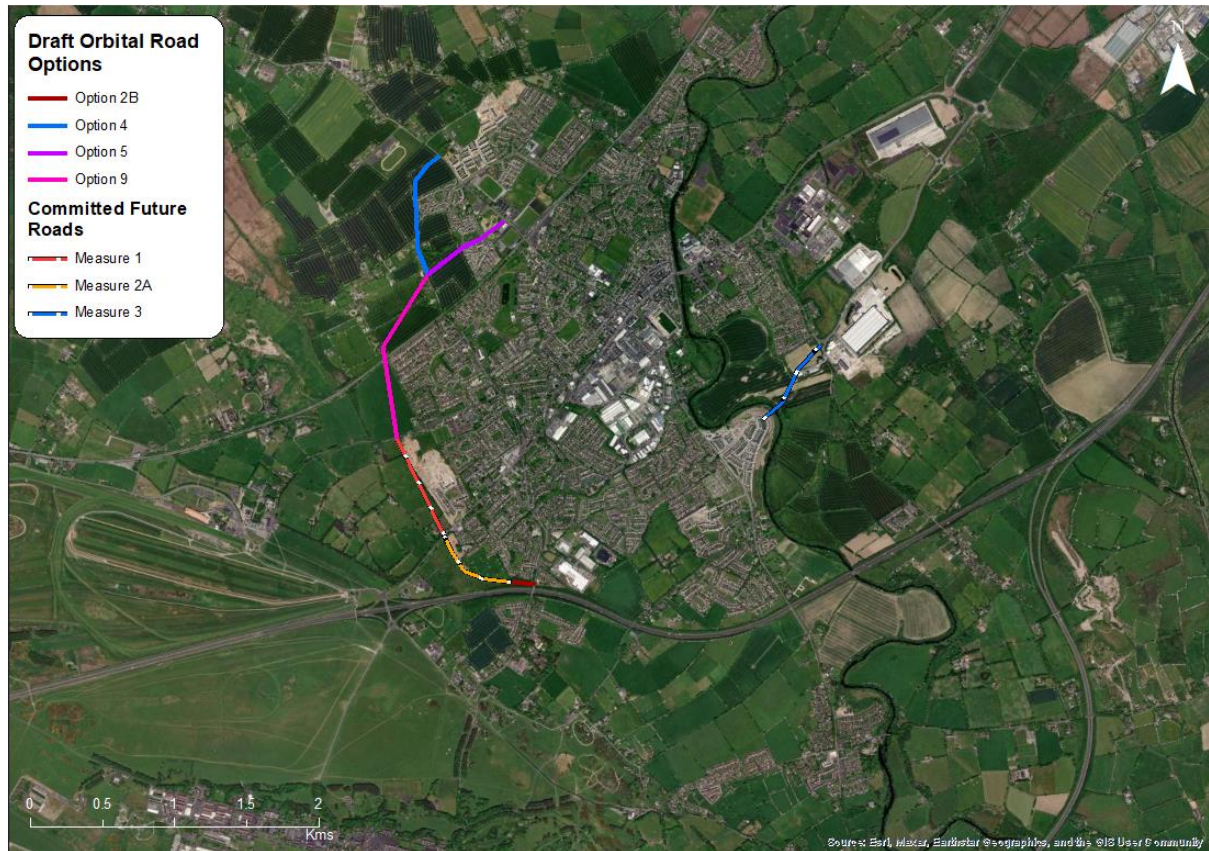 Draft Orbital Road
Options
Option 2B
Option 4
Option 5
Option 9
Committed Future
Roads
Measure 1
Measure 2A
Measure 3
N
0 0.5 1 1.5 2
Kms
Source: Esri, Maxar, Earthstar Geographics, and the GIS User Community